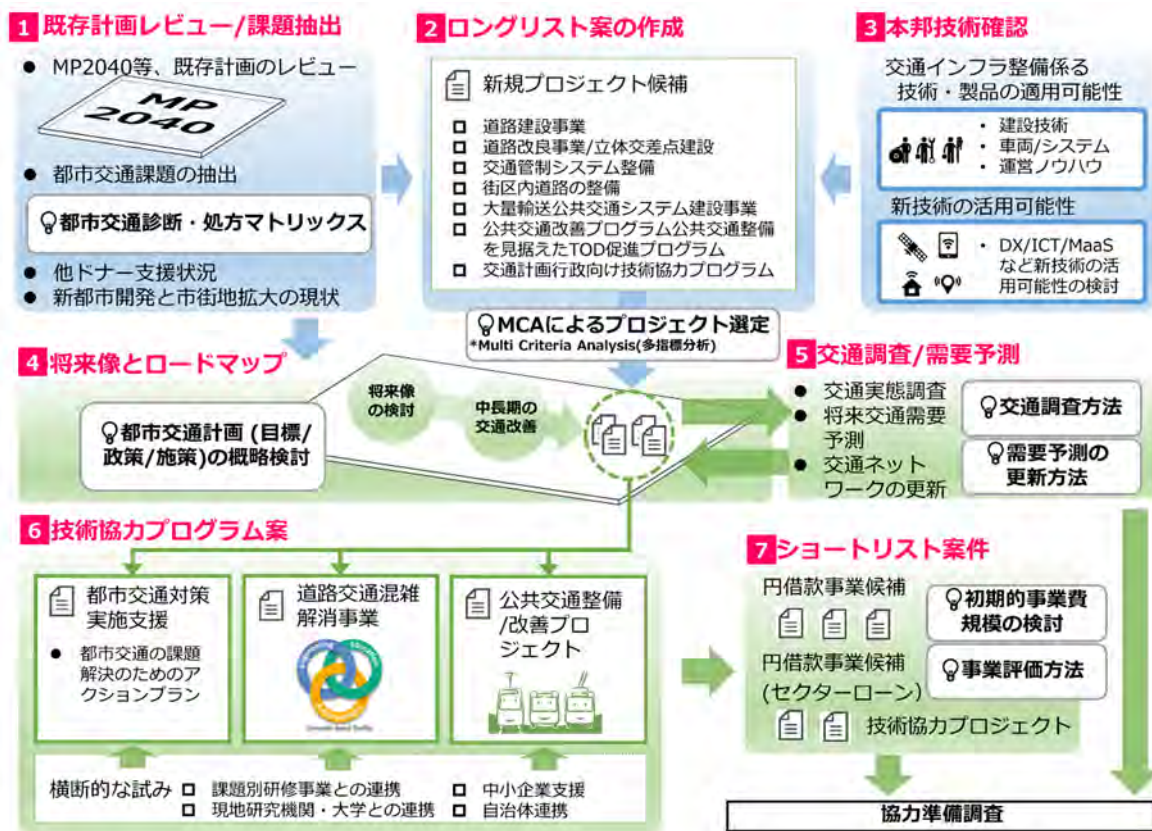 1 既存計画レビュー/課題抽出
● MP2040等、既存計画のレビュー
MP
2040
● 都市交通課題の抽出
都市交通診断・処方マトリックス
● 他ドナー支援状況
● 新都市開発と市街地拡大の現状
2 ロングリスト案の作成
新規プロジェクト候補
道路建設事業
道路改良事業/立体交差点建設
交通管制システム整備
街区内道路の整備
大量輸送公共交通システム建設事業
公共交通改善プログラム公共交通整備
を見据えたTOD促進プログラム
交通計画行政向け技術協力プログラム
MCAによるプロジェクト選定
*Multi Criteria Analysis(多指標分析)
3 本邦技術確認
交通インフラ整備係る
技術・製品の適用可能性
・ 建設技術
・ 車両/システム
・ 運営ノウハウ
新技術の活用可能性
・ DX/ICT/MaaS
など新技術の活
用可能性の検討
4 将来像とロードマップ
都市交通計画 (目標/
政策/施策)の概略検討
将来像
の検討
中長期の
交通改善
5 交通調査/需要予測
● 交通実態調査
● 将来交通需要
予測
● 交通ネット
ワークの更新
交通調査方法
需要予測の
更新方法
6 技術協力プログラム案
都市交通対策
実施支援
● 都市交通の課題
解決のためのア
クションプラン
道路交通混雑
解消事業
Engineering
Education
公共交通整備
/改善プロ
ジェクト
横断的な試み
課題別研修事業との連携
現地研究機関・大学との連携
中小企業支援
自治体連携
7 ショートリスト案件
円借款事業候補
円借款事業候補
(セクターローン)
技術協力プロジェクト
初期的事業費
規模の検討
事業評価方法
協力準備調査